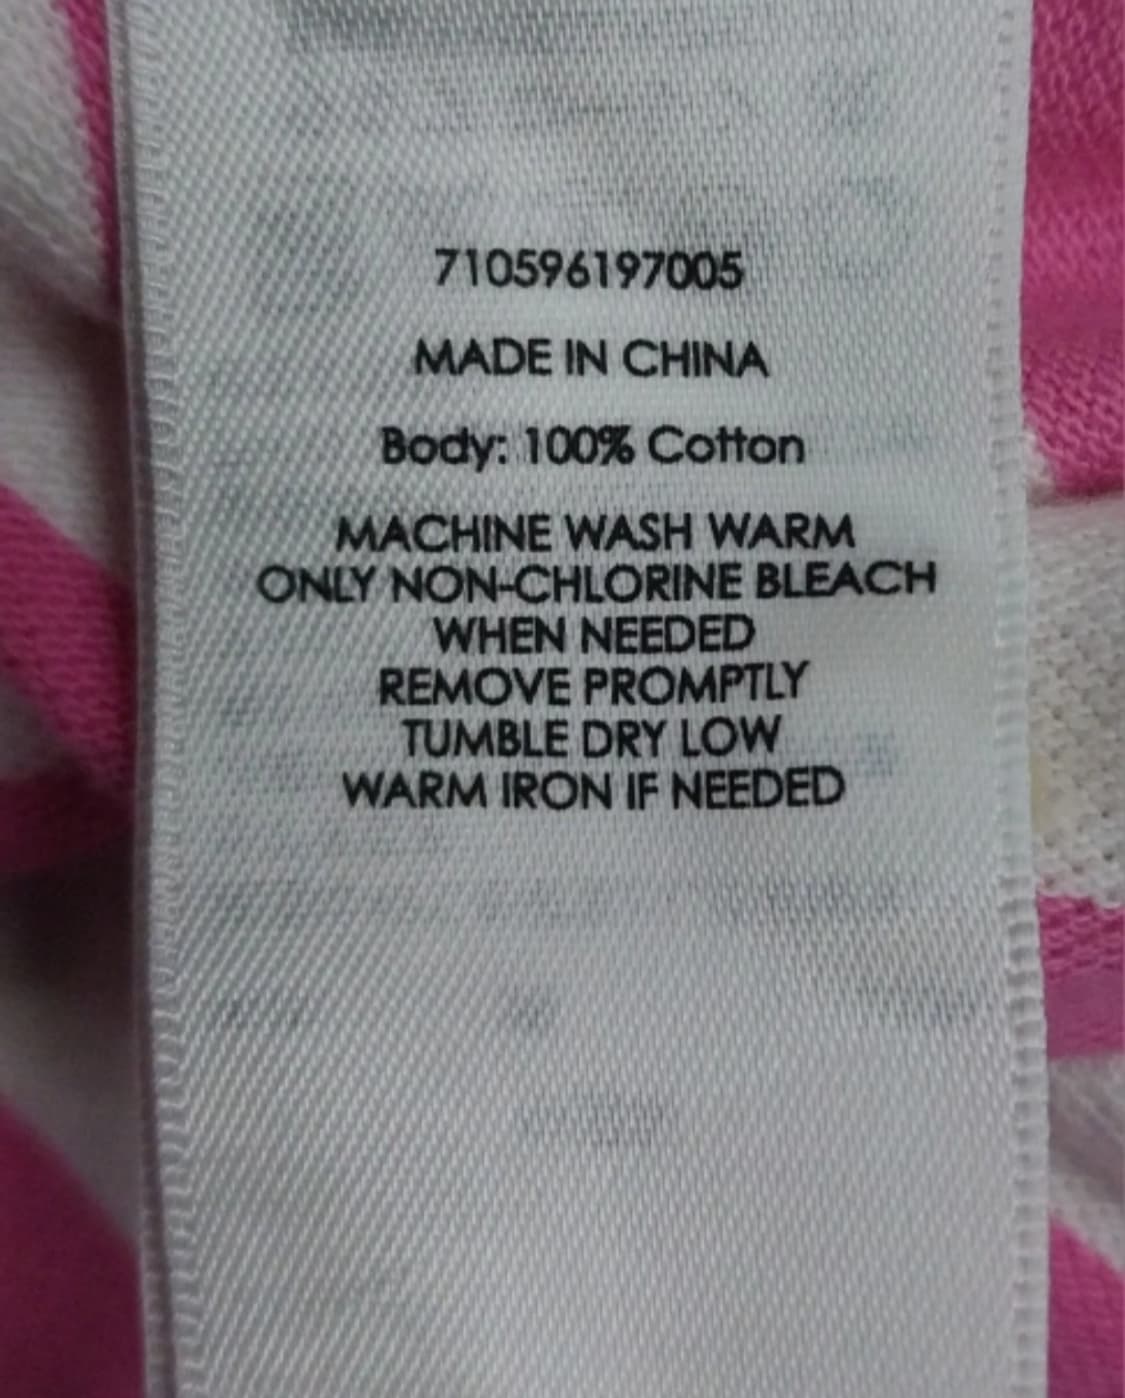 710596197005
MADE IN CHINA
Body: 100% Cotton
MACHINE WASH WARM
ONLY NON-CHLORINE BLEACH
WHEN NEEDED
REMOVE PROMPTLY
TUMBLE DRY LOW
WARM IRON IF NEEDED